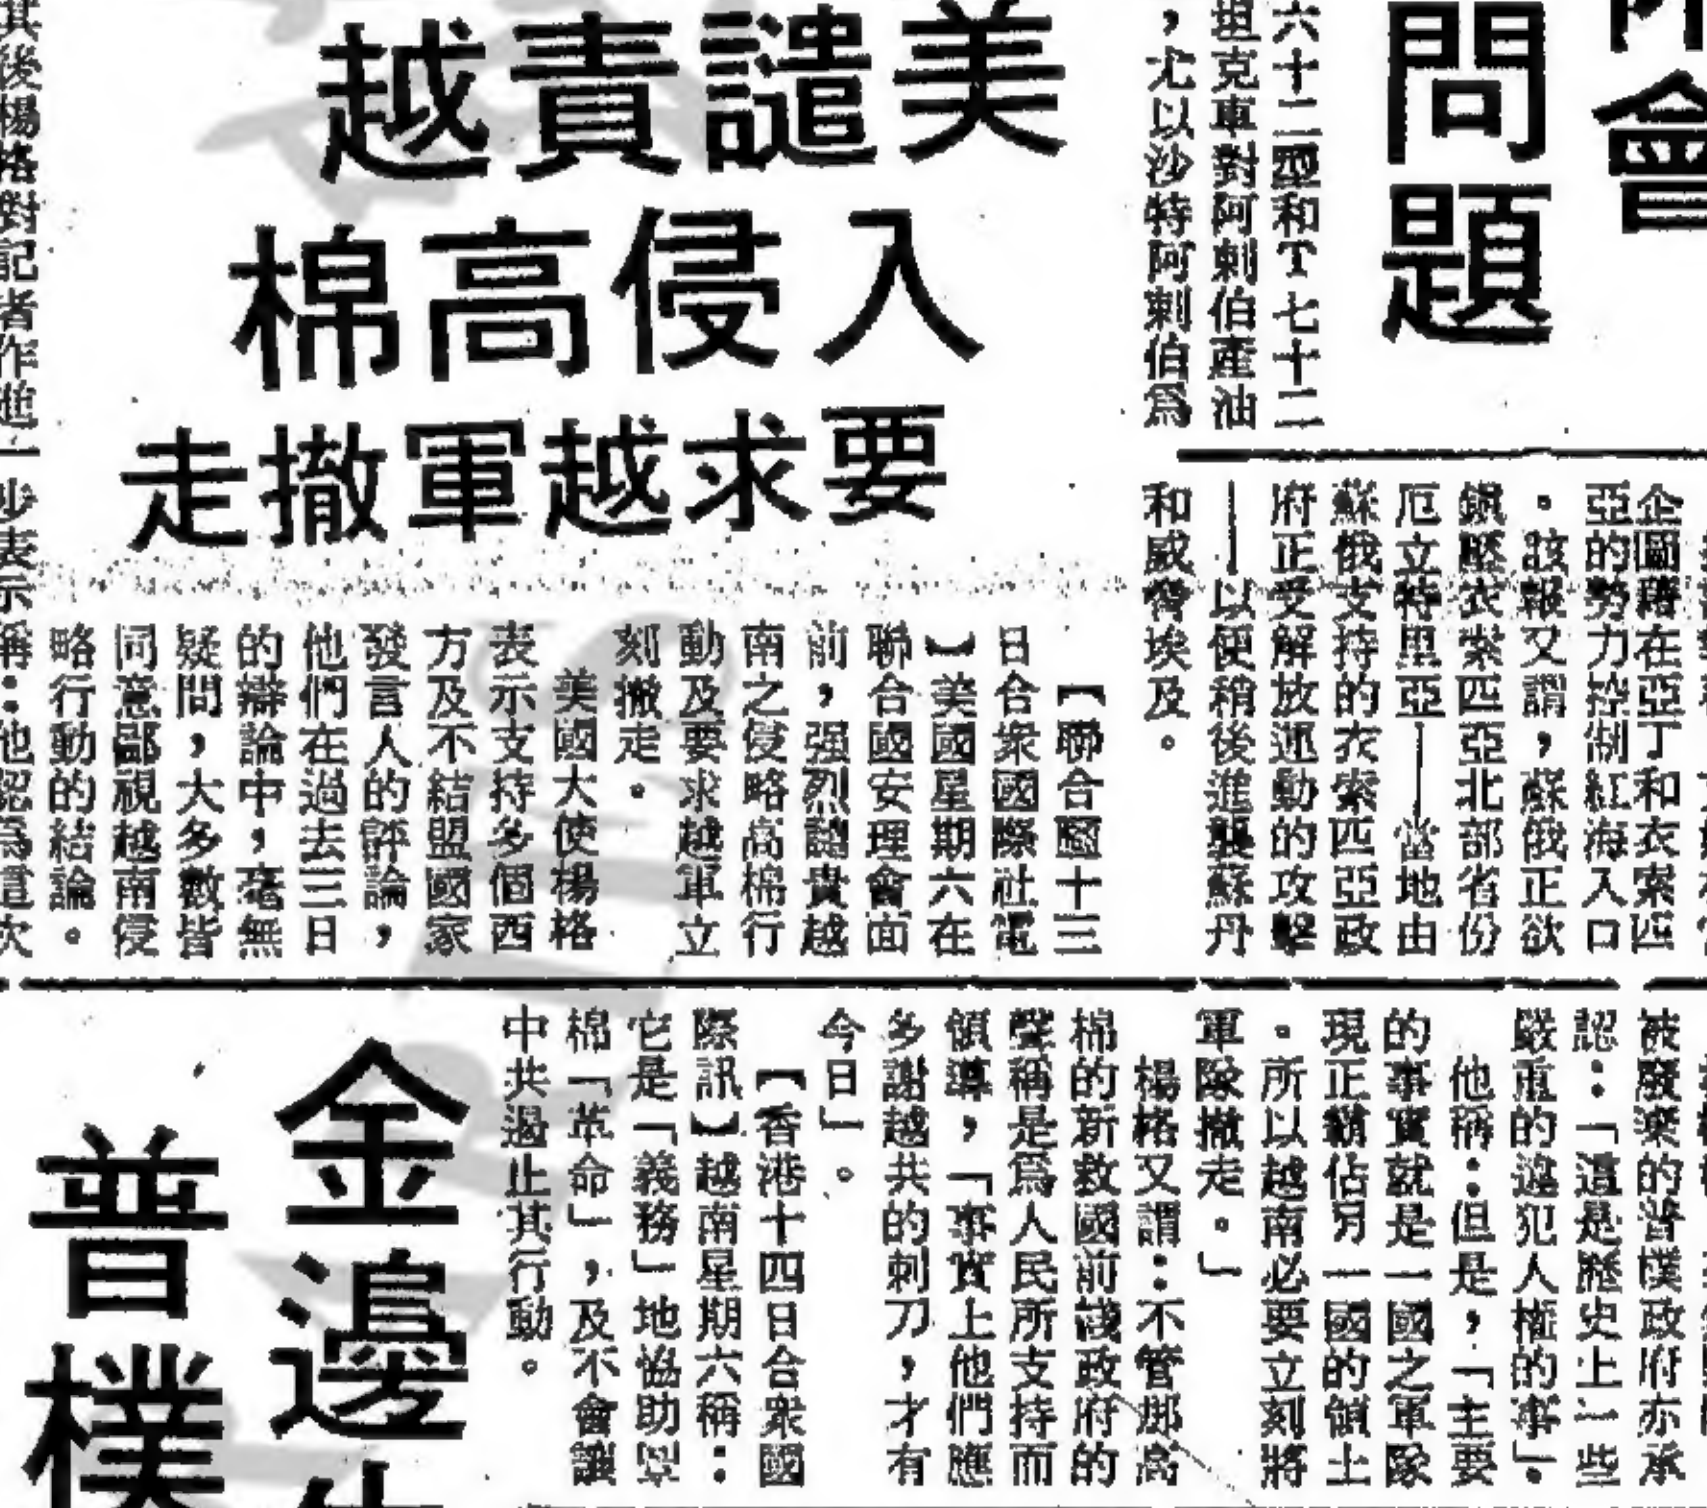 會
問題
六十二型和T七十二
坦克車對阿剌伯產油
，尤以沙特阿剌伯爲
企圖藉在亞丁和衣索匹
亞的勢力控制紅海入口
。該報又謂，蘇俄正欲
鎮壓衣索匹亞北部省份
厄立特里亞——當地由
蘇俄支持的衣索匹亞政
府正受解放運動的攻擊
——以便稍後進襲蘇丹
和威脅埃及。
美譴責越
入侵高棉
要求越軍撤走
【聯合國十三
日合衆國際社電
】美國星期六在
聯合國安理會面
前，强烈譴責越
南之侵略高棉行
動及要求越軍立
刻撤走。
美國大使楊格
表示支持多個西
方及不結盟國家
發言人的評論，
他們在過去三日
的辯論中，毫無
疑問，大多數皆
同意鄙視越南侵
略行動的結論。
其後楊格對記者作進一步表示稱：他認爲這次
被廢棄的普樸政府亦承
認：「這是歷史上一些
嚴重的違犯人權的事」。
他稱：但是，「主要
的事實就是一國之軍隊
現正霸佔另一國的領土
。所以越南必要立刻將
軍隊撤走。」
楊格又謂：不管那高
棉的新救國前綫政府的
聲稱是爲人民所支持而
領導，「事實上他們應
多謝越共的刺刀，才有
今日」。
【香港十四日合衆國
際訊】越南星期六稱：
它是「義務」地協助
棉「革命」，及不會讓
中共遏止其行動。
金邊
普樸